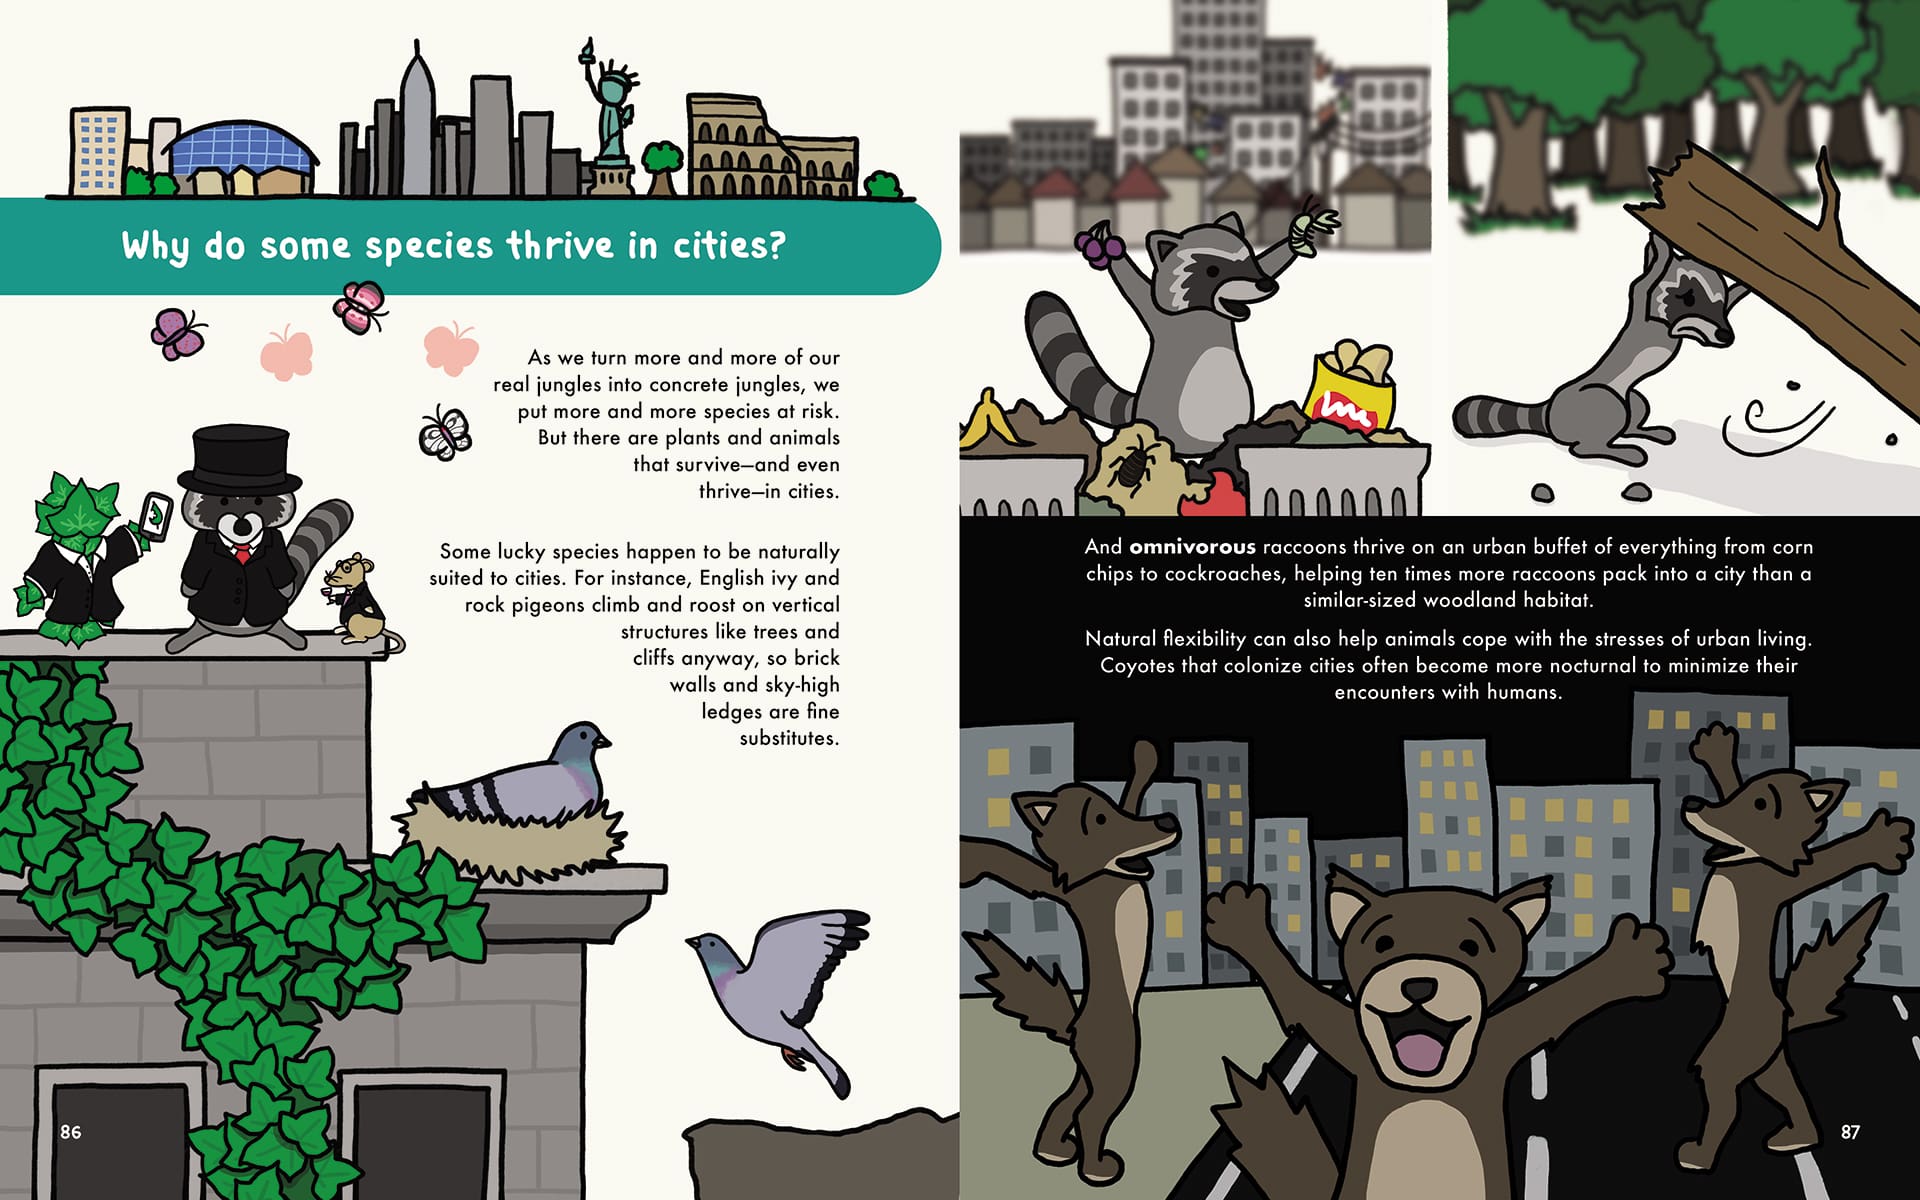 Why do some species thrive in cities?
As we turn more and more of our
real jungles into concrete jungles, we
put more and more species at risk.
But there are plants and animals
that survive—and even
thrive—in cities.
Some lucky species happen to be naturally
suited to cities. For instance, English ivy and
rock pigeons climb and roost on vertical
structures like trees and
cliffs anyway, so brick
walls and sky-high
ledges are fine
substitutes.
86
And omnivorous raccoons thrive on an urban buffet of everything from corn
chips to cockroaches, helping ten times more raccoons pack into a city than a
similar-sized woodland habitat.
Natural flexibility can also help animals cope with the stresses of urban living.
Coyotes that colonize cities often become more nocturnal to minimize their
encounters with humans.
87